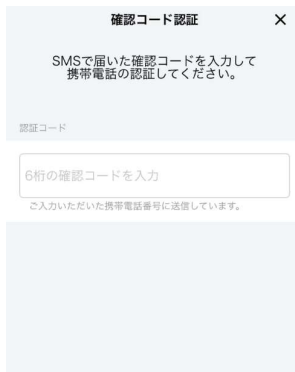 確認コード認証 ×
SMSで届いた確認コードを入力して
携帯電話の認証してください。
認証コード
6桁の確認コードを入力
ご入力いただいた携帯電話番号に送信しています。